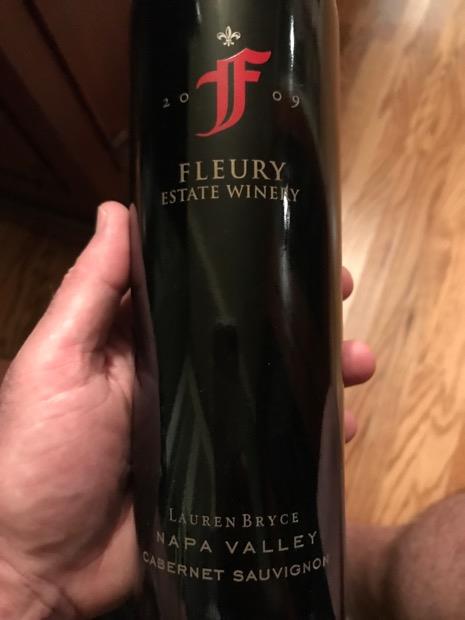 F
2009
FLEURY
ESTATE WINERY
LAUREN BRYCE
NAPA VALLEY
CABERNET SAUVIGNON